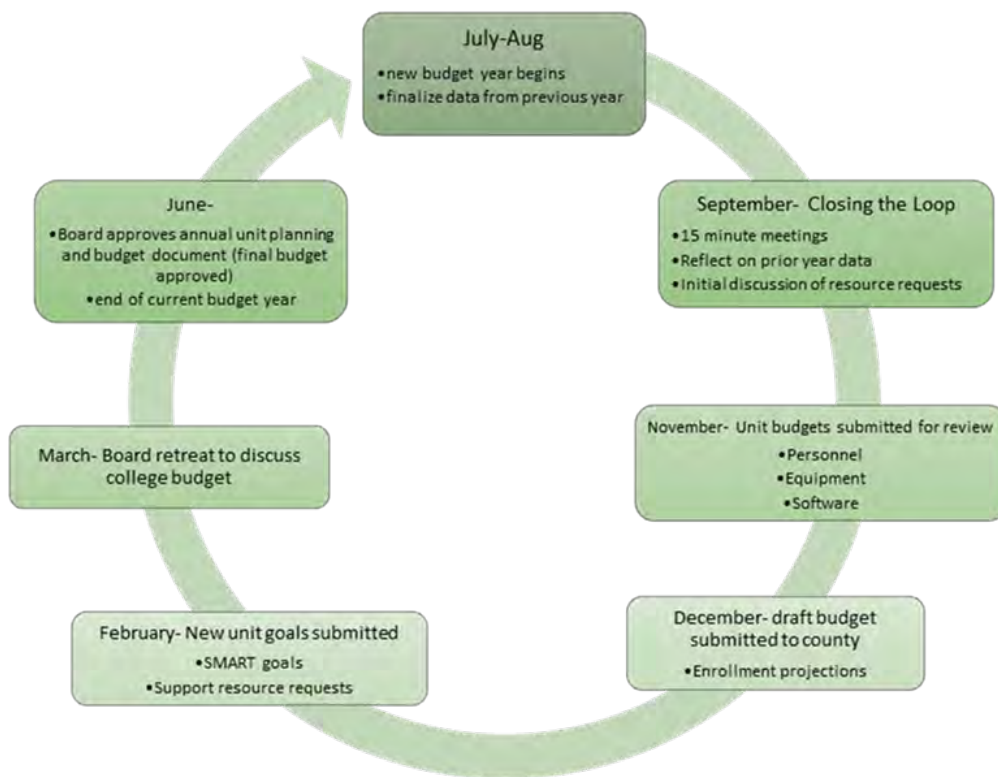 July-Aug
•new budget year begins
•finalize data from previous year
September- Closing the Loop
•15 minute meetings
•Reflect on prior year data
•Initial discussion of resource requests
November- Unit budgets submitted for review
•Personnel
•Equipment
•Software
December- draft budget
submitted to county
•Enrollment projections
February- New unit goals submitted
•SMART goals
•Support resource requests
March- Board retreat to discuss
college budget
June-
•Board approves annual unit planning
and budget document (final budget
approved)
•end of current budget year